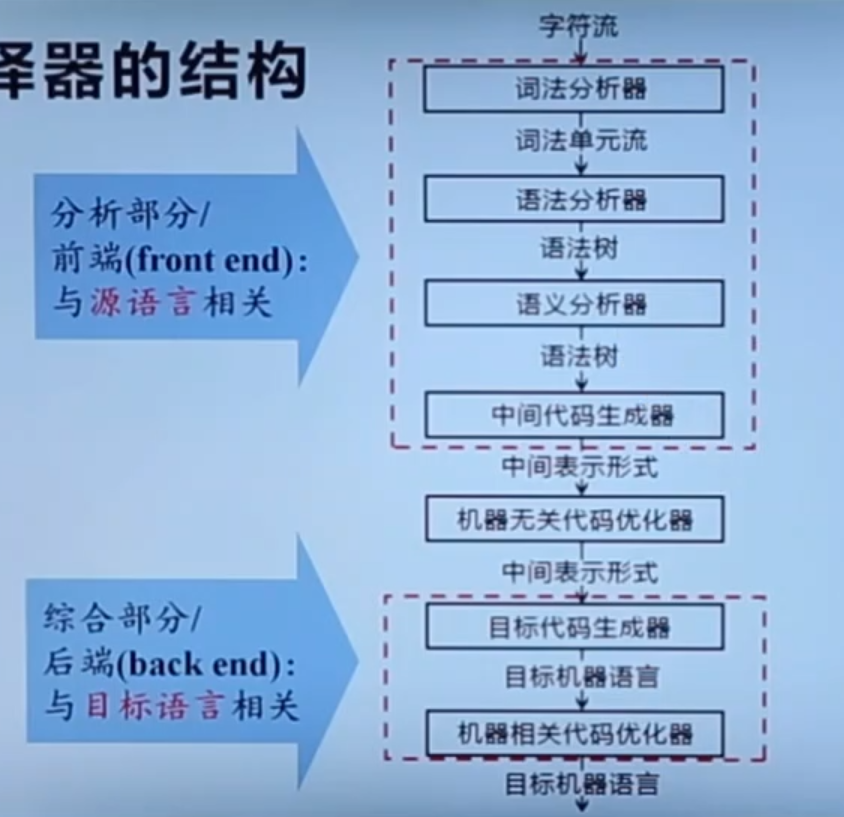 译器的结构
分析部分/
前端(front end):
与源语言相关
综合部分/
后端(back end):
与目标语言相关
字符流
词法分析器
词法单元流
语法分析器
语法树
语义分析器
语法树
中间代码生成器
中间表示形式
机器无关代码优化器
中间表示形式
目标代码生成器
目标机器语言
机器相关代码优化器
目标机器语言